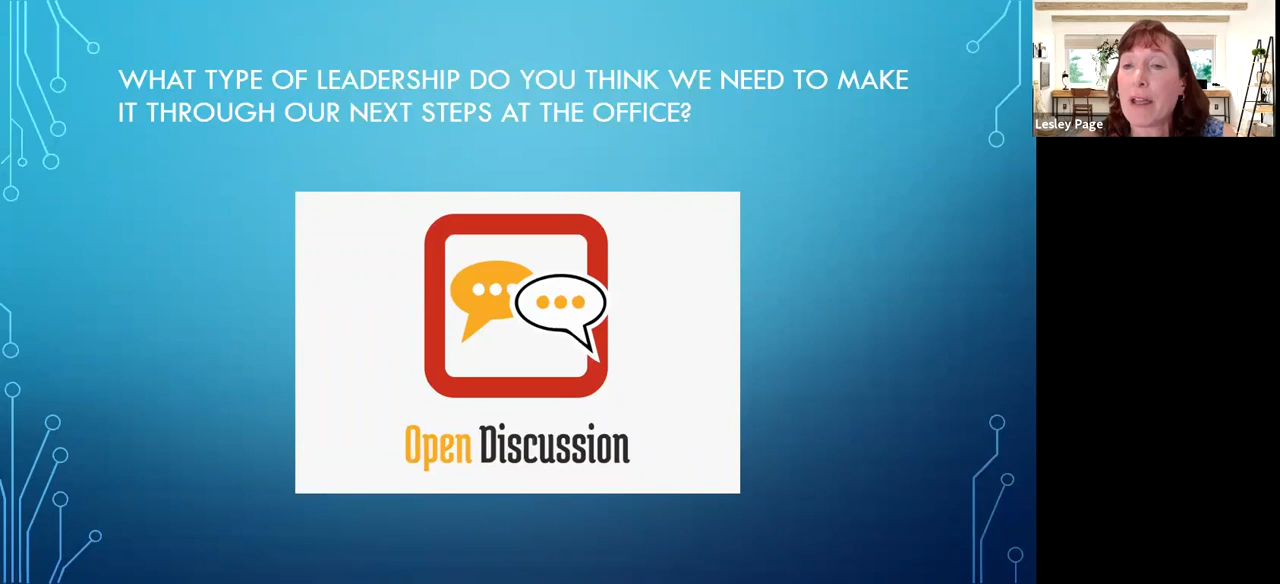 WHAT TYPE OF LEADERSHIP DO YOU THINK WE NEED TO MAKE
IT THROUGH OUR NEXT STEPS AT THE OFFICE?
Lesley Page
Open Discussion